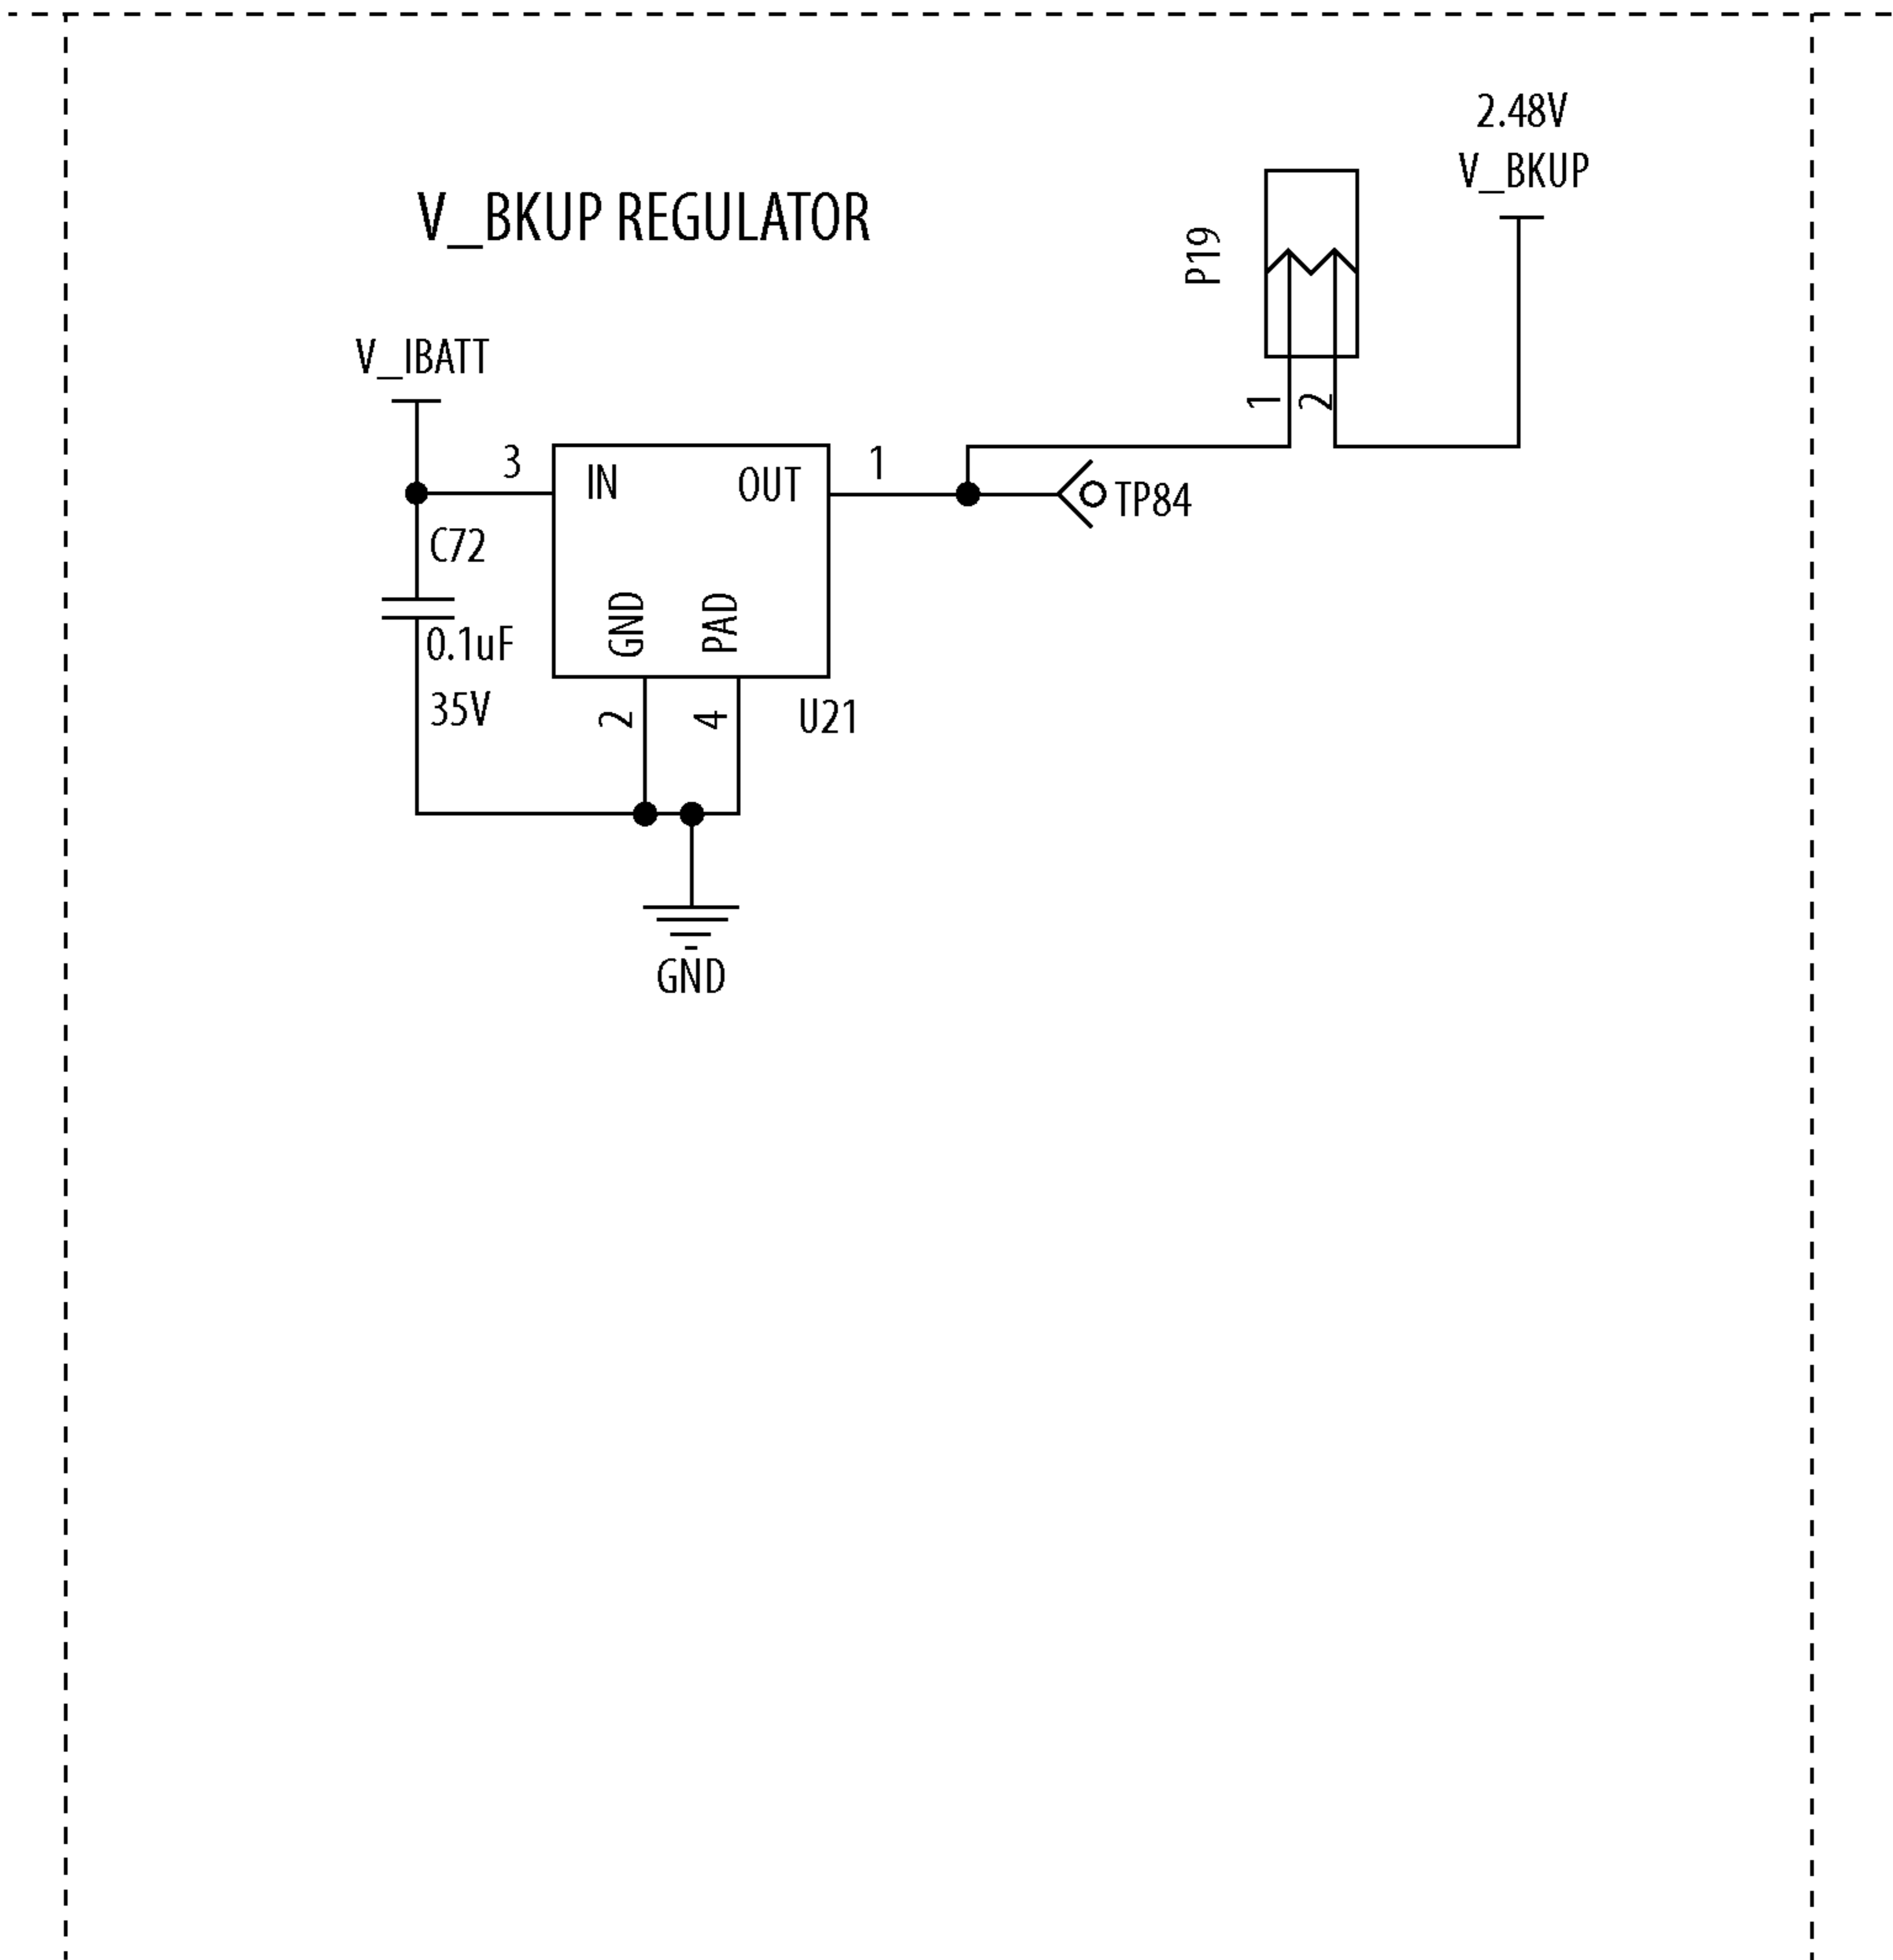 2.48V
V_BKUP
V_BKUP REGULATOR
P19
V_IBATT
1
2
3
IN
OUT
1
TP84
C72
GND
PAD
0.1uF
35V
2
4
U21
GND